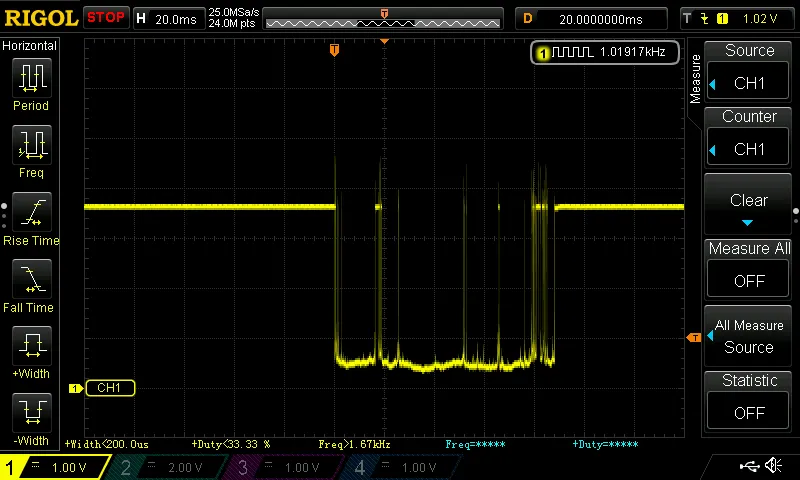 RIGOL STOP H 20.0ms 25.0MSa/s 24.0M pts D 20.0000000ms T 1 1.02 V
Horizontal
Period
Freq
Rise Time
Fall Time
+Width
-Width
T
T
1 1.01917kHz
T
1 CH1
+Width<200.0us +Duty<33.33 % Freq>1.67kHz Freq=***** +Duty=*****
Measure
Source
CH1
Counter
CH1
Clear
Measure All
OFF
All Measure
Source
Statistic
OFF
1 1.00 V 2 2.00 V 3 1.00 V 4 1.00 V